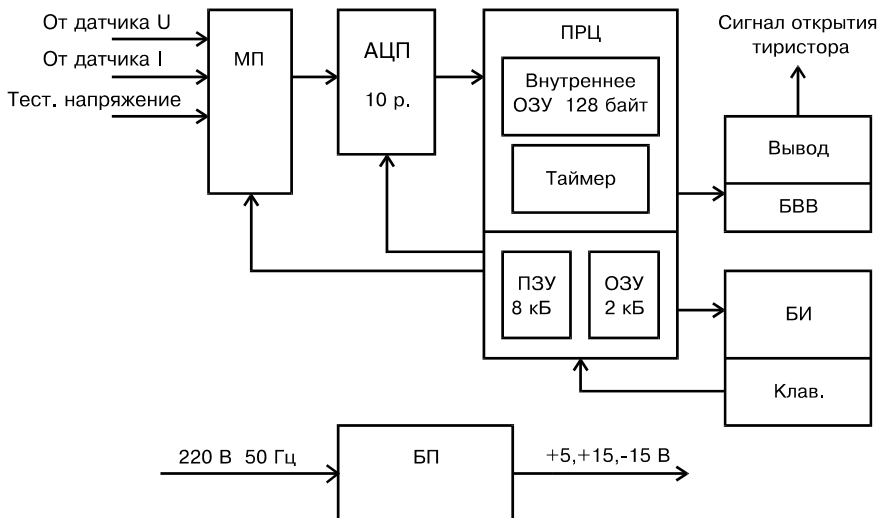 От датчика U
От датчика I
Тест. напряжение
МП
АЦП
10 р.
ПРЦ
Внутреннее
ОЗУ 128 байт
Таймер
ПЗУ
8 кБ
ОЗУ
2 кБ
Сигнал открытия
тиристора
Вывод
БВВ
БИ
Клав.
220 В 50 Гц
БП
+5,+15,-15 В